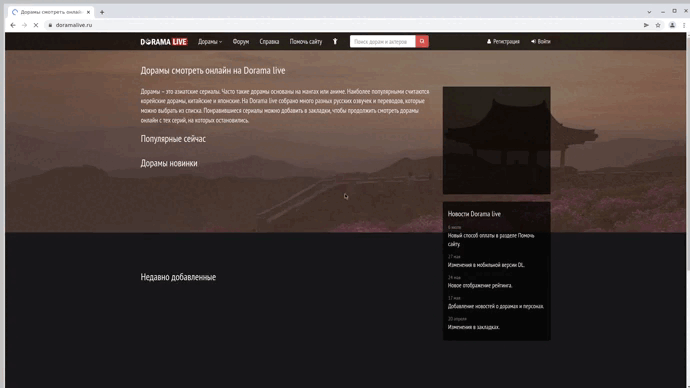 Дорамы смотреть онлай
doramalive.ru
DORAMA LIVE
Дорамы
Форум
Справка
Помочь сайту
Поиск дорам и актеров
Регистрация
Войти
Дорамы смотреть онлайн на Dorama live
Дорамы – это азиатские сериалы. Часто такие дорамы основаны на мангах или аниме. Наиболее популярными считаются
корейские дорамы, китайские и японские. На Dorama live собрано много разных русских озвучек и переводов, которые
можно выбрать из списка. Понравившиеся сериалы можно добавить в закладки, чтобы продолжить смотреть дорамы
онлайн с тех серий, на которых остановились.
Популярные сейчас
Дорамы новинки
Недавно добавленные
Новости Dorama live
6 июля
Новый способ оплаты в разделе Помочь
сайту.
27 мая
Изменения в мобильной версии DL.
24 мая
Новое отображение рейтинга.
17 мая
Добавление новостей о дорамах и персонах.
20 апреля
Изменения в закладках.